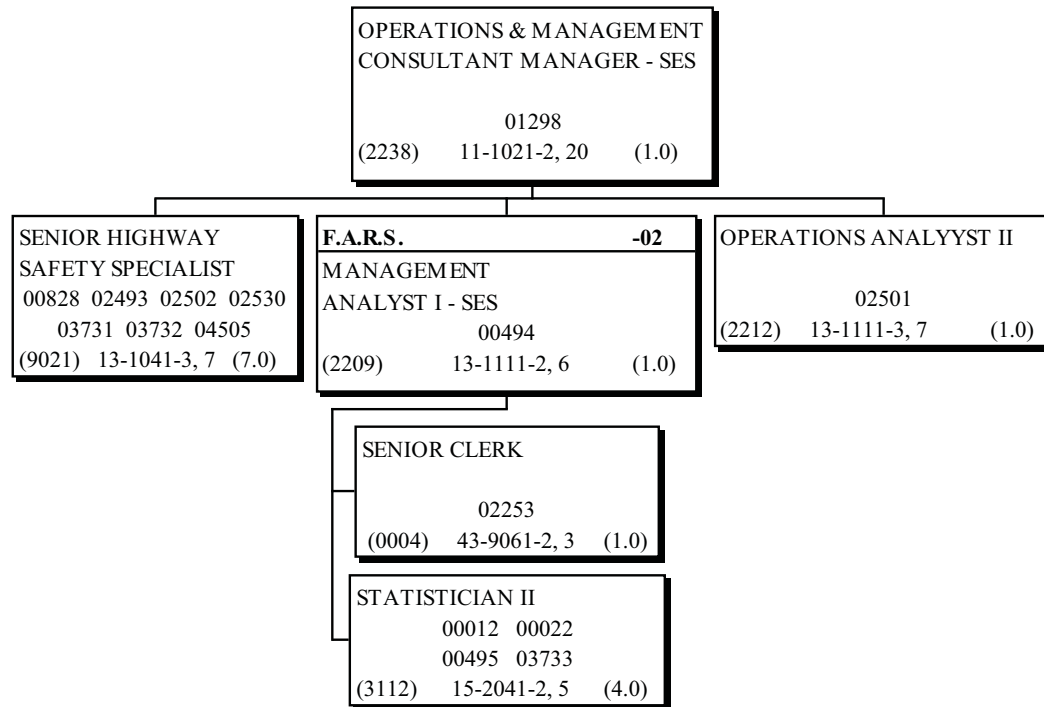 OPERATIONS & MANAGEMENT
CONSULTANT MANAGER - SES
01298
(2238) 11-1021-2, 20 (1.0)
SENIOR HIGHWAY
SAFETY SPECIALIST
00828 02493 02502 02530
03731 03732 04505
(9021) 13-1041-3, 7 (7.0)
F.A.R.S. -02
MANAGEMENT
ANALYST I - SES
00494
(2209) 13-1111-2, 6 (1.0)
OPERATIONS ANALYYST II
02501
(2212) 13-1111-3, 7 (1.0)
SENIOR CLERK
02253
(0004) 43-9061-2, 3 (1.0)
STATISTICIAN II
00012 00022
00495 03733
(3112) 15-2041-2, 5 (4.0)